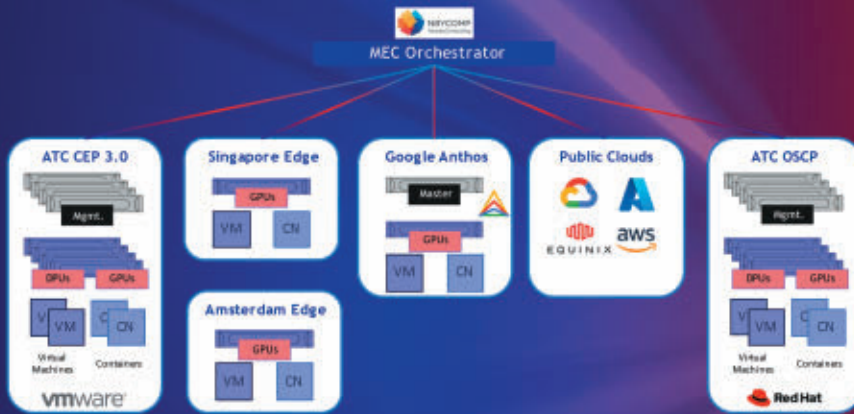 NBYCOMP
MEC Orchestrator
ATC CEP 3.0
Mgmt.
DPUs
GPUs
VM
CN
Virtual Machines
Containers
vmware
Singapore Edge
GPUs
VM
CN
Amsterdam Edge
GPUs
VM
CN
Google Anthos
Master
GPUs
VM
CN
Public Clouds
EQUINIX
aws
ATC OSCP
Mgmt.
DPUs
GPUs
VM
CN
Virtual Machines
Containers
Red Hat